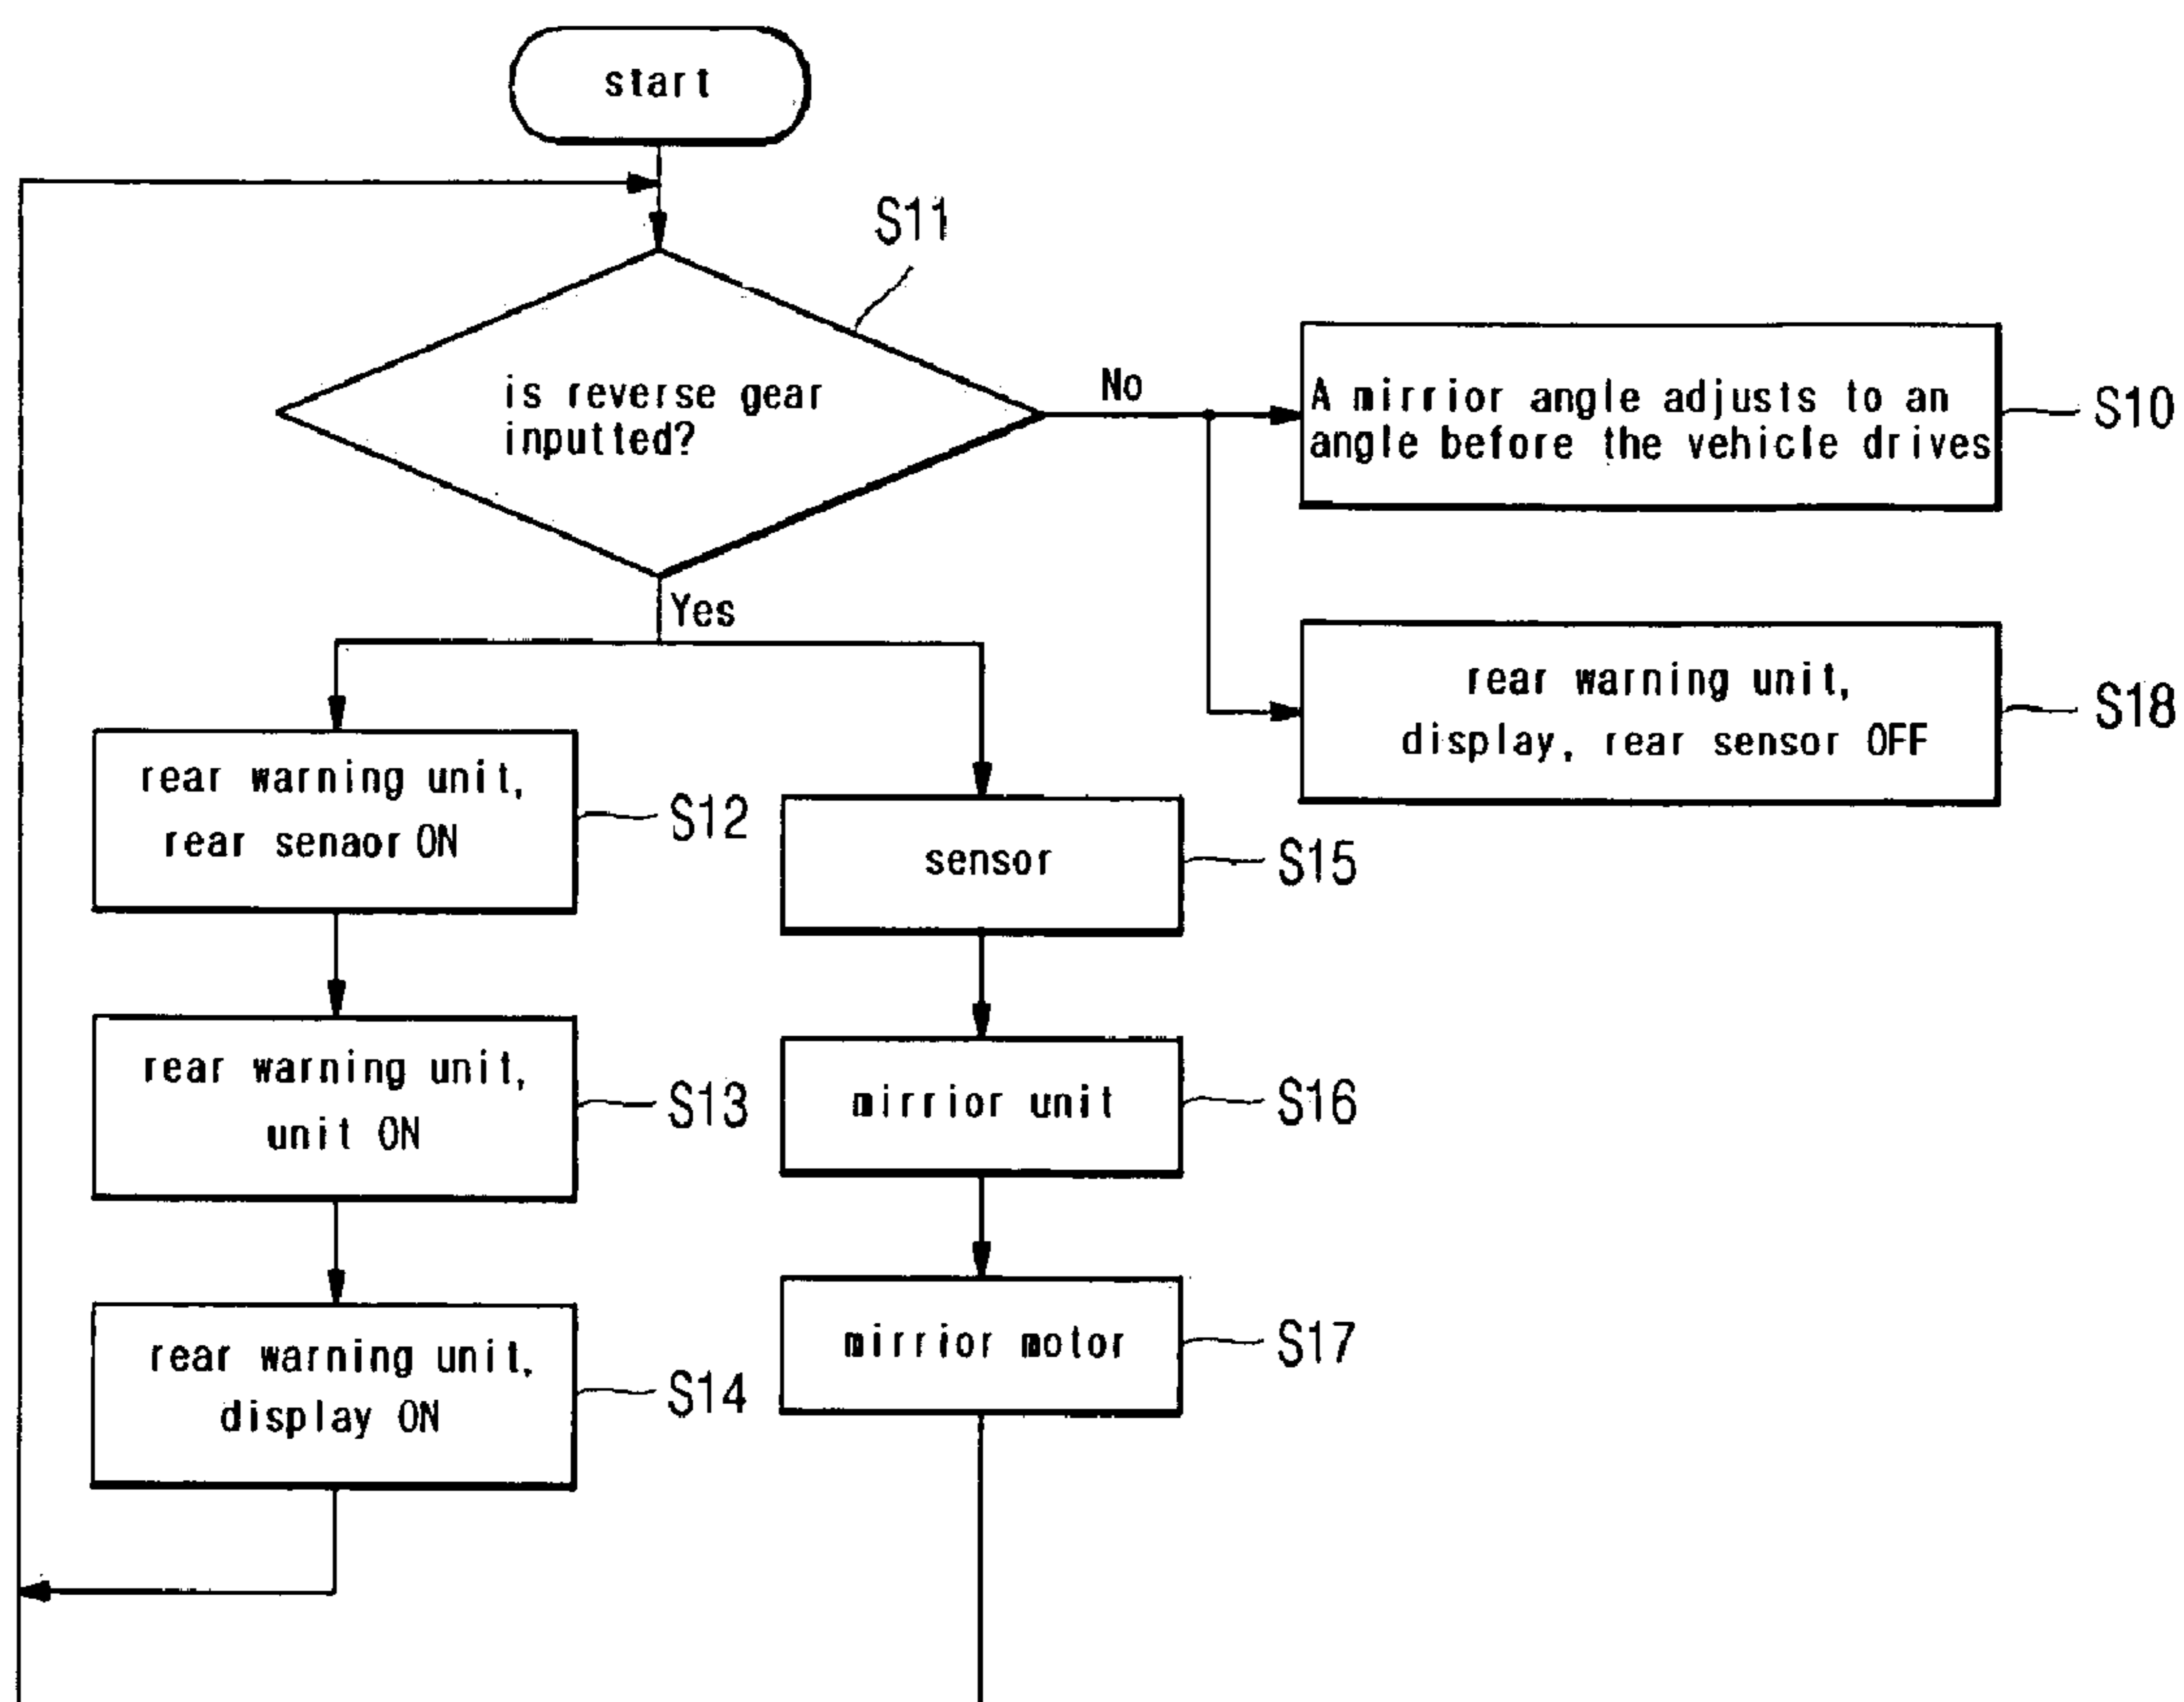 start
S11
is reverse gear
inputted?
No
A mirrior angle adjusts to an
angle before the vehicle drives
S10
Yes
rear warning unit,
display, rear sensor OFF
S18
rear warning unit,
rear senaor ON
S12
sensor
S15
rear warning unit,
unit ON
S13
mirrior unit
S16
rear warning unit,
display ON
S14
mirrior motor
S17